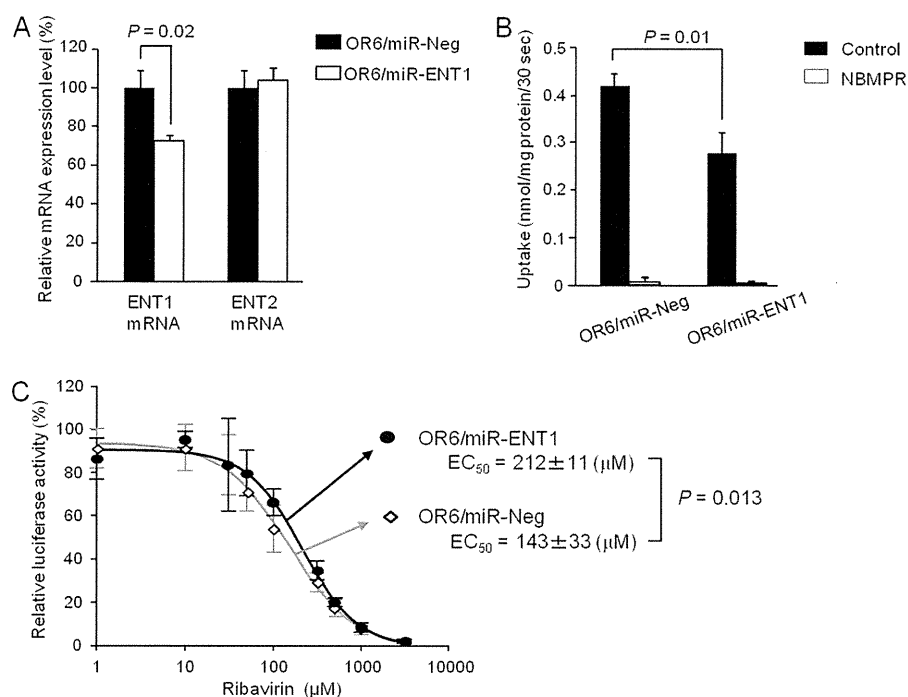 A
P = 0.02
Relative mRNA expression level (%)
120
100
80
60
40
20
0
ENT1
mRNA
ENT2
mRNA
OR6/miR-Neg
OR6/miR-ENT1
B
P = 0.01
Uptake (nmol/mg protein/30 sec)
0.5
0.4
0.3
0.2
0.1
0
OR6/miR-Neg
OR6/miR-ENT1
Control
NBMPR
C
Relative luciferase activity (%)
120
100
80
60
40
20
0
1
10
100
1000
10000
Ribavirin (μM)
OR6/miR-ENT1
EC50 = 212±11 (μM)
OR6/miR-Neg
EC50 = 143±33 (μM)
P = 0.013